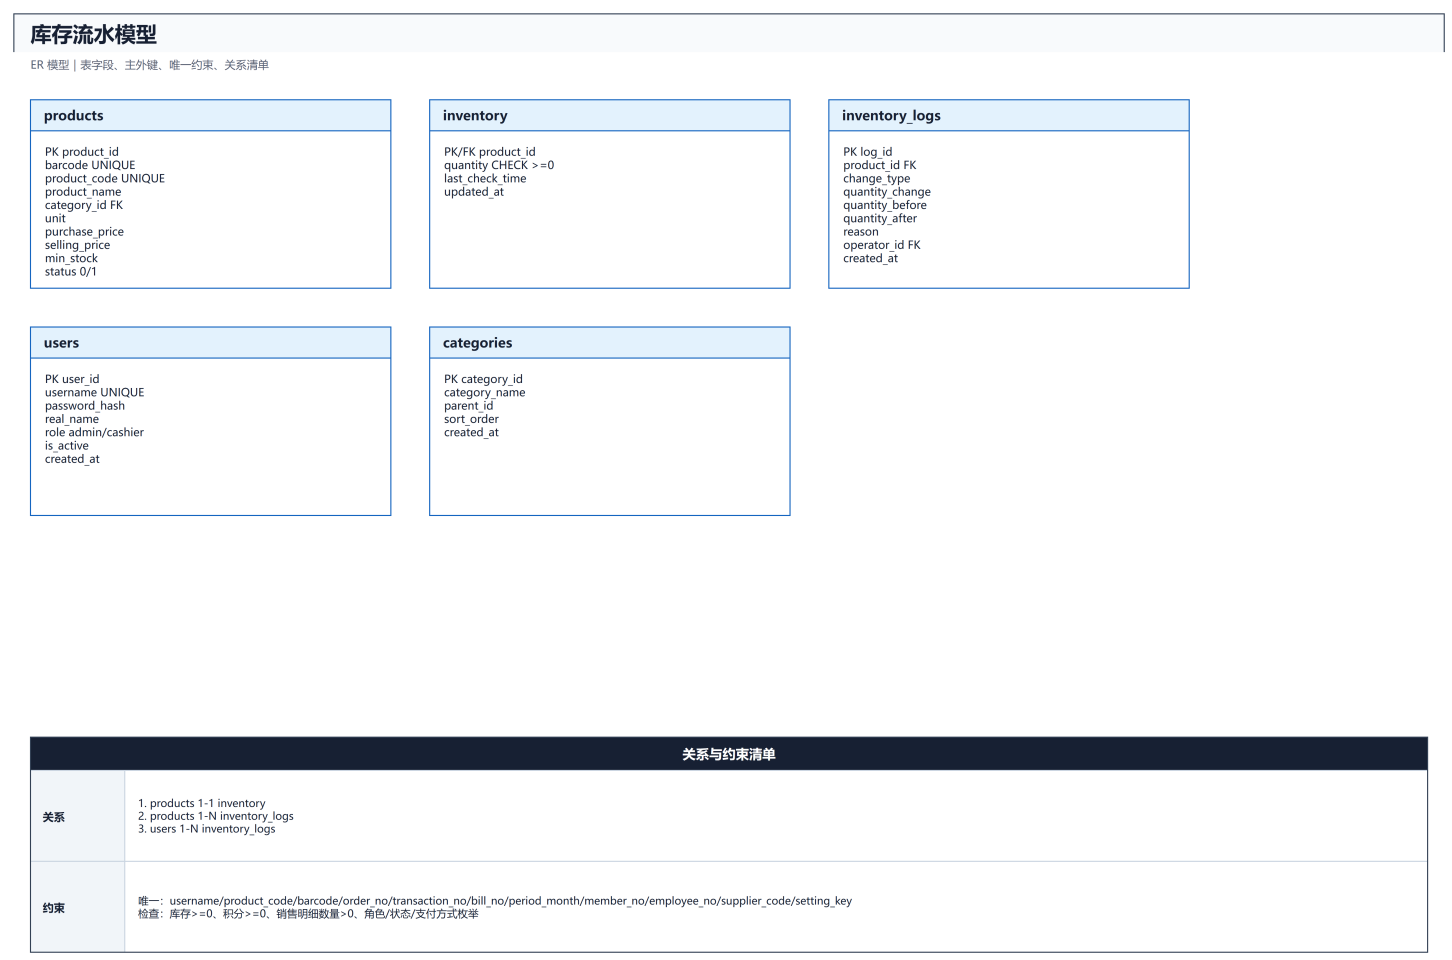 库存流水模型
ER 模型 | 表字段、主外键、唯一约束、关系清单
products
PK product_id
barcode UNIQUE
product_code UNIQUE
product_name
category_id FK
unit
purchase_price
selling_price
min_stock
status 0/1
inventory
PK/FK product_id
quantity CHECK >=0
last_check_time
updated_at
inventory_logs
PK log_id
product_id FK
change_type
quantity_change
quantity_before
quantity_after
reason
operator_id FK
created_at
users
PK user_id
username UNIQUE
password_hash
real_name
role admin/cashier
is_active
created_at
categories
PK category_id
category_name
parent_id
sort_order
created_at
关系与约束清单
关系
1. products 1-1 inventory
2. products 1-N inventory_logs
3. users 1-N inventory_logs
约束
唯一：username/product_code/barcode/order_no/transaction_no/bill_no/period_month/member_no/employee_no/supplier_code/setting_key
检查：库存>=0、积分>=0、销售明细数量>0、角色/状态/支付方式枚举